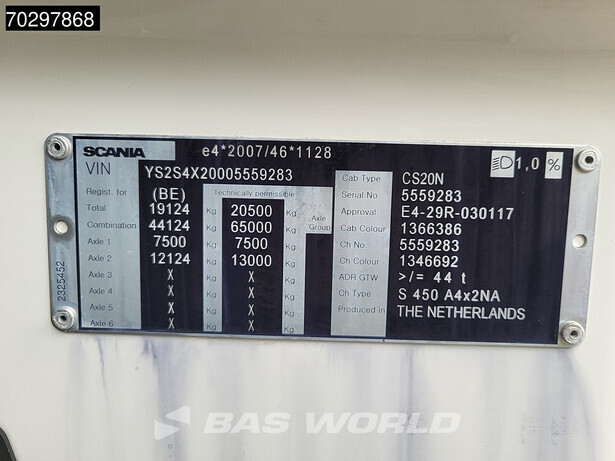 70297868
SCANIA e4*2007/46*1128 1,0 %
VIN YS2S4X20005559283
Regist. for (BE) Technically permissible
Total 19124 Kg 20500 Kg Axle Group
Combination 44124 Kg 65000 Kg
Axle 1 7500 Kg 7500 Kg
Axle 2 12124 Kg 13000 Kg
Axle 3 X Kg X Kg
Axle 4 X Kg X Kg
Axle 5 X Kg X Kg
Axle 6 X Kg X Kg
Cab Type CS20N
Serial No 5559283
Approval E4-29R-030117
Cab Colour 1366386
Ch No 5559283
Ch Colour 1346692
ADR GTW >/= 44 t
Ch Type S 450 A4x2NA
Produced in THE NETHERLANDS
2325452
BAS WORLD